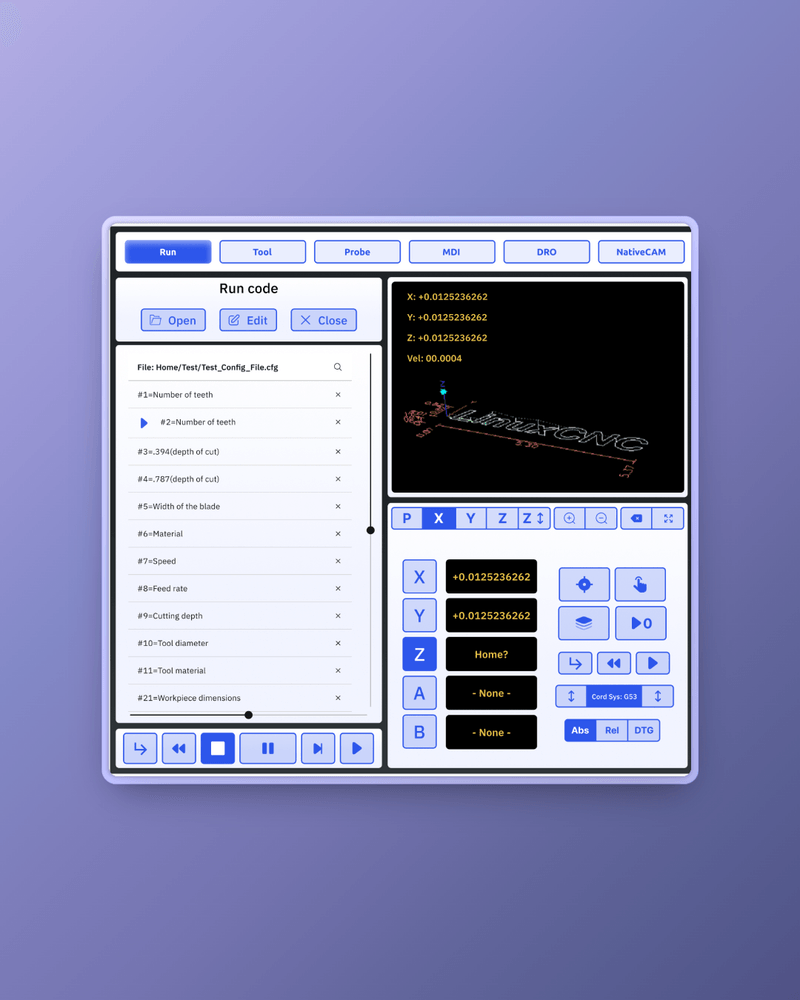 Run
Tool
Probe
MDI
DRO
NativeCAM
Run code
Open
Edit
Close
File: Home/Test/Test_Config_File.cfg
#1=Number of teeth
#2=Number of teeth
#3=.394(depth of cut)
#4=.787(depth of cut)
#5=Width of the blade
#6=Material
#7=Speed
#8=Feed rate
#9=Cutting depth
#10=Tool diameter
#11=Tool material
#21=Workpiece dimensions
X: +0.0125236262
Y: +0.0125236262
Z: +0.0125236262
Vel: 00.0004
LinuxCNC
P X Y Z Z
X +0.0125236262
Y +0.0125236262
Z Home?
A - None -
B - None -
0
Cord Sys: G53
Abs Rel DTG